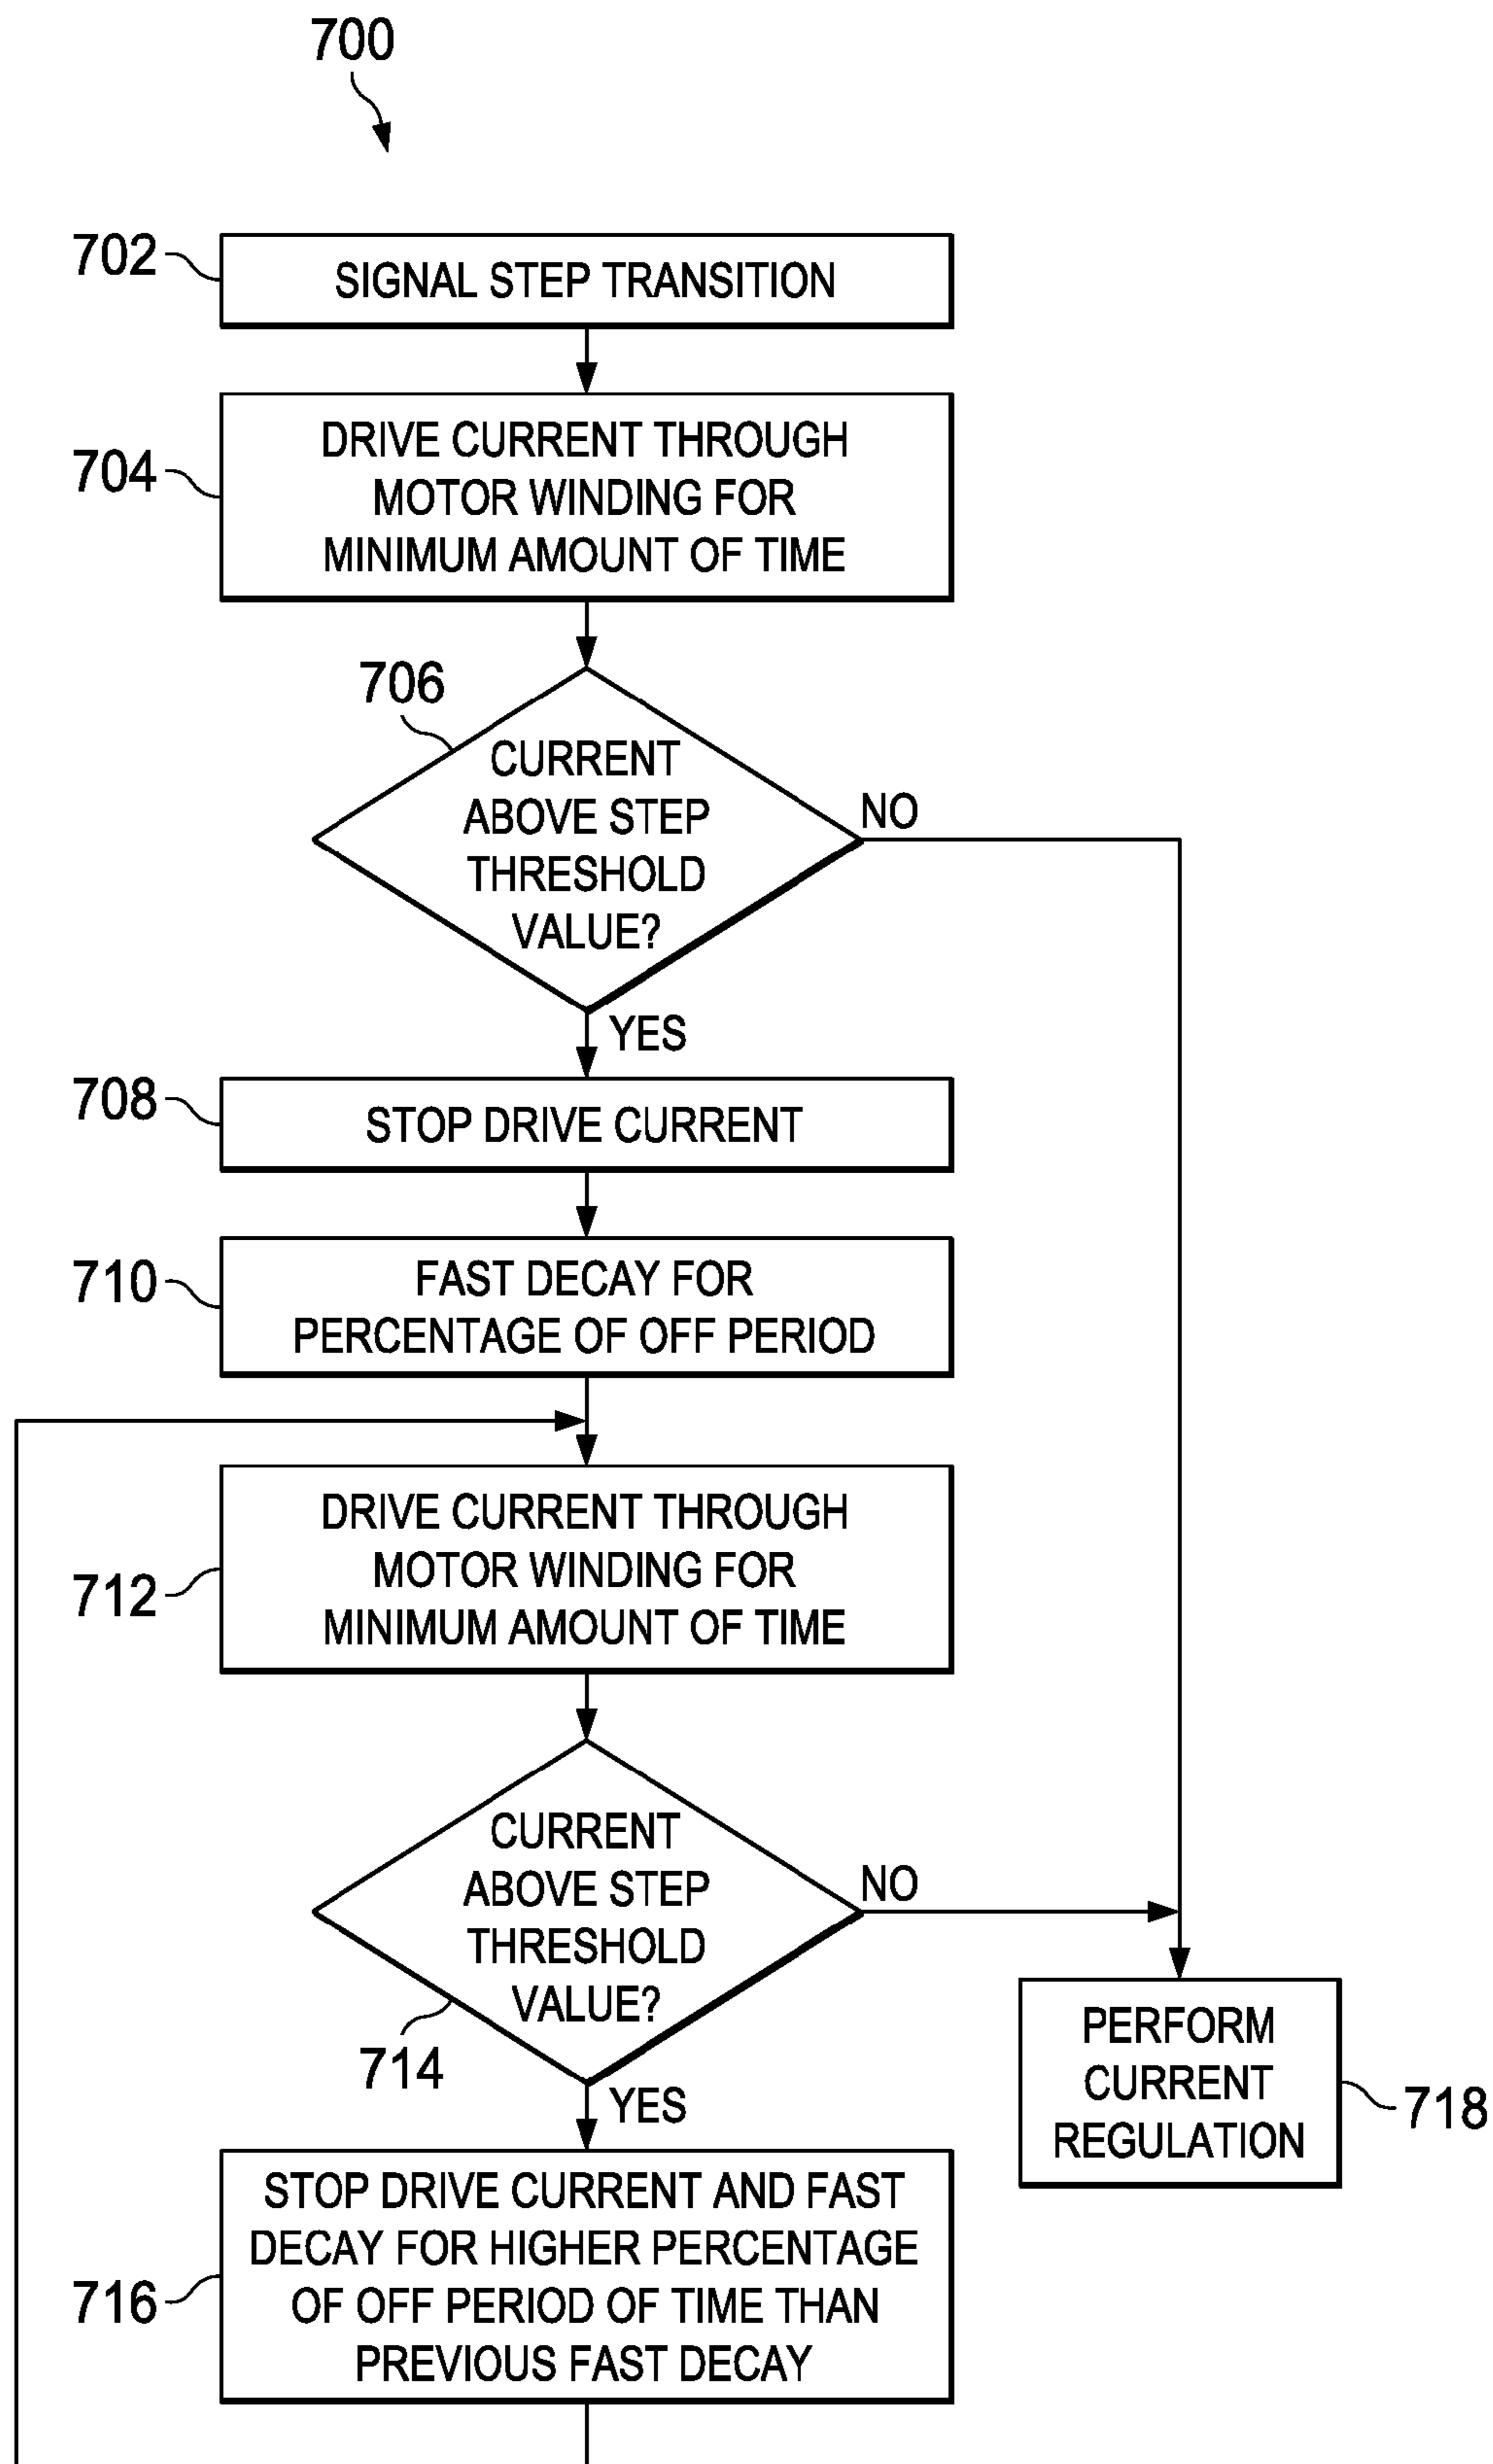 700
702
SIGNAL STEP TRANSITION
704
DRIVE CURRENT THROUGH
MOTOR WINDING FOR
MINIMUM AMOUNT OF TIME
706
CURRENT
ABOVE STEP
THRESHOLD
VALUE?
NO
YES
708
STOP DRIVE CURRENT
710
FAST DECAY FOR
PERCENTAGE OF OFF PERIOD
712
DRIVE CURRENT THROUGH
MOTOR WINDING FOR
MINIMUM AMOUNT OF TIME
CURRENT
ABOVE STEP
THRESHOLD
VALUE?
NO
714
YES
PERFORM
CURRENT
REGULATION
718
716
STOP DRIVE CURRENT AND FAST
DECAY FOR HIGHER PERCENTAGE
OF OFF PERIOD OF TIME THAN
PREVIOUS FAST DECAY